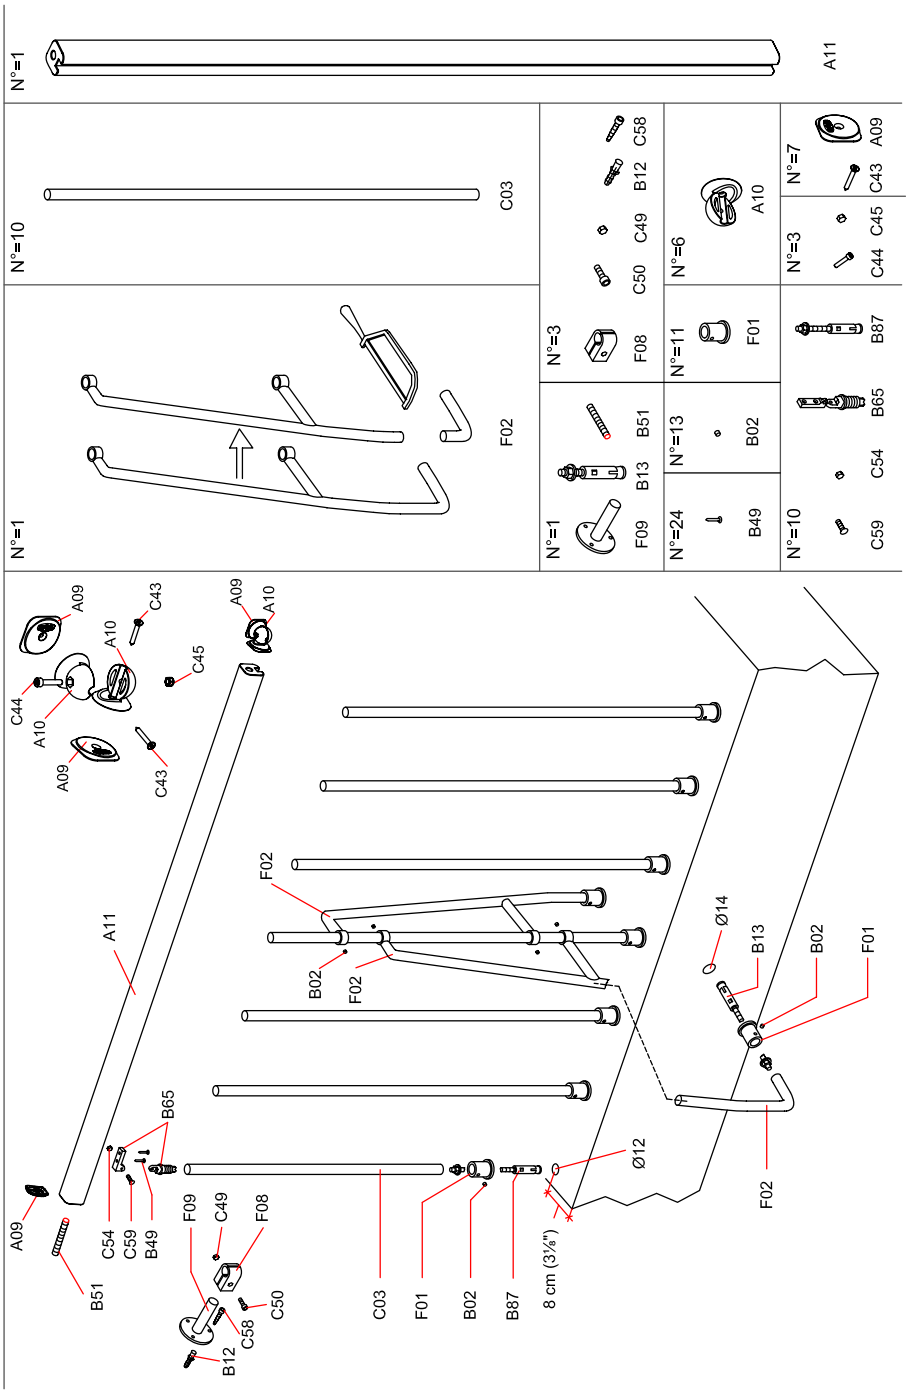 N°=1
A11
N°=10
C03
N°=1
F02
N°=3
F08
C50
C49
B12
C58
N°=1
F09
B13
B51
N°=6
A10
N°=11
F01
N°=13
B02
N°=24
B49
N°=7
C43
A09
N°=3
C44
C45
N°=10
C59
C54
B65
B87
A09
C44
A10
A10
C43
A09
C43
C45
A09
A10
A11
F02
B02
F02
A09
B51
C54
C59
B49
B65
F09
C49
F08
B12
C58
C50
C03
F01
B02
B87
8 cm (3⅛")
Ø12
Ø14
B13
B02
F01
F02